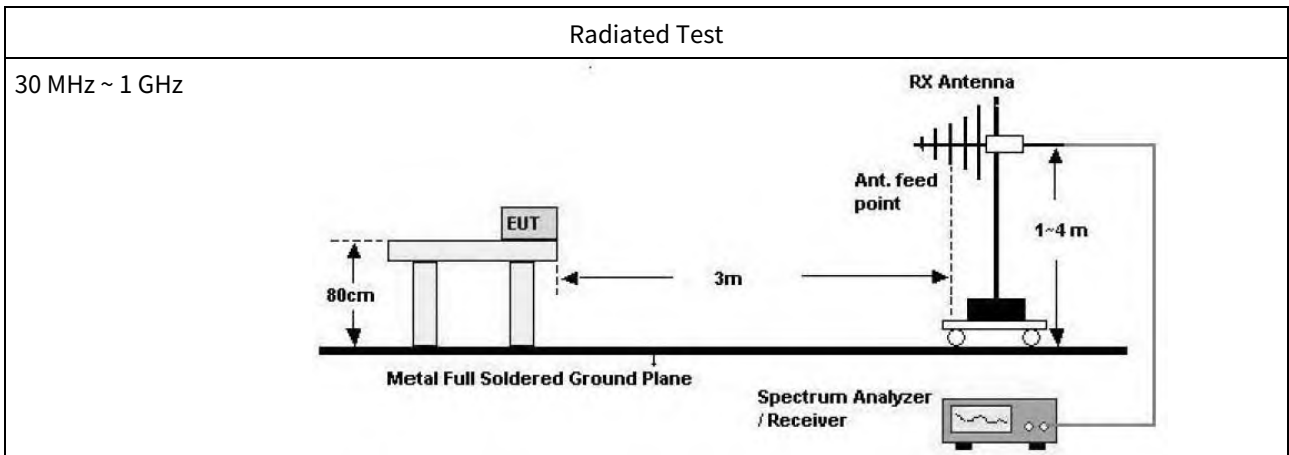 Radiated Test
30 MHz ~ 1 GHz
RX Antenna
Ant. feed
point
EUT
1~4 m
3m
80cm
Metal Full Soldered Ground Plane
Spectrum Analyzer
/ Receiver